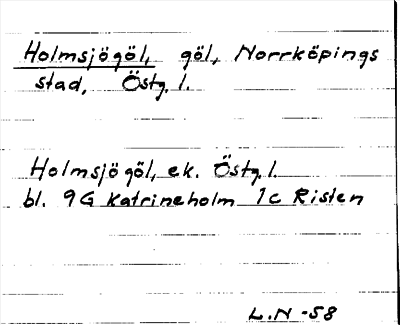 Holmsjögöl, göl, Norrköpings
stad, Östg. l.
Holmsjögöl, ek. Östg. l.
bl. 9G Katrineholm 1c Risten
L.N -58